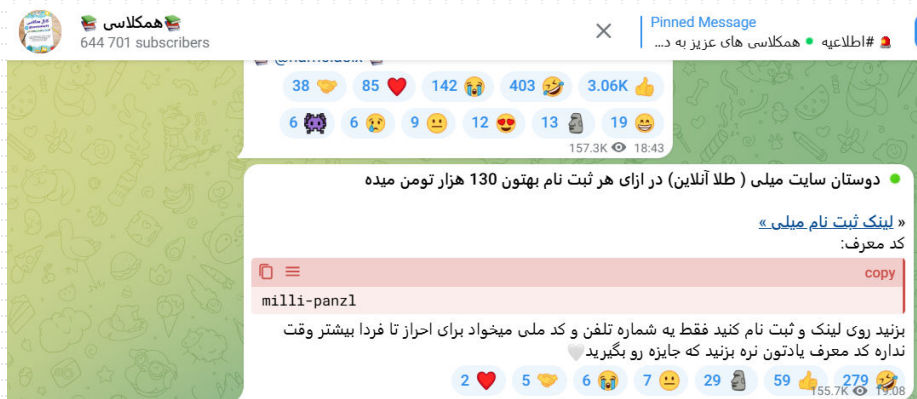 همکلاسی
644 701 subscribers
Pinned Message
#اطلاعیه همکلاسی های عزیز به د...
38 85 142 403 3.06K
6 6 9 12 13 19
157.3K 18:43
دوستان سایت میلی ( طلا آنلاین) در ازای هر ثبت نام بهتون 130 هزار تومن میده
« لینک ثبت نام میلی »
کد معرف:
copy
milli-panzl
بزنید روی لینک و ثبت نام کنید فقط یه شماره تلفن و کد ملی میخواد برای احراز تا فردا بیشتر وقت
نداره کد معرف یادتون نره بزنید که جایزه رو بگیرید🤍
2 5 6 7 29 59 279
155.7K 19:08